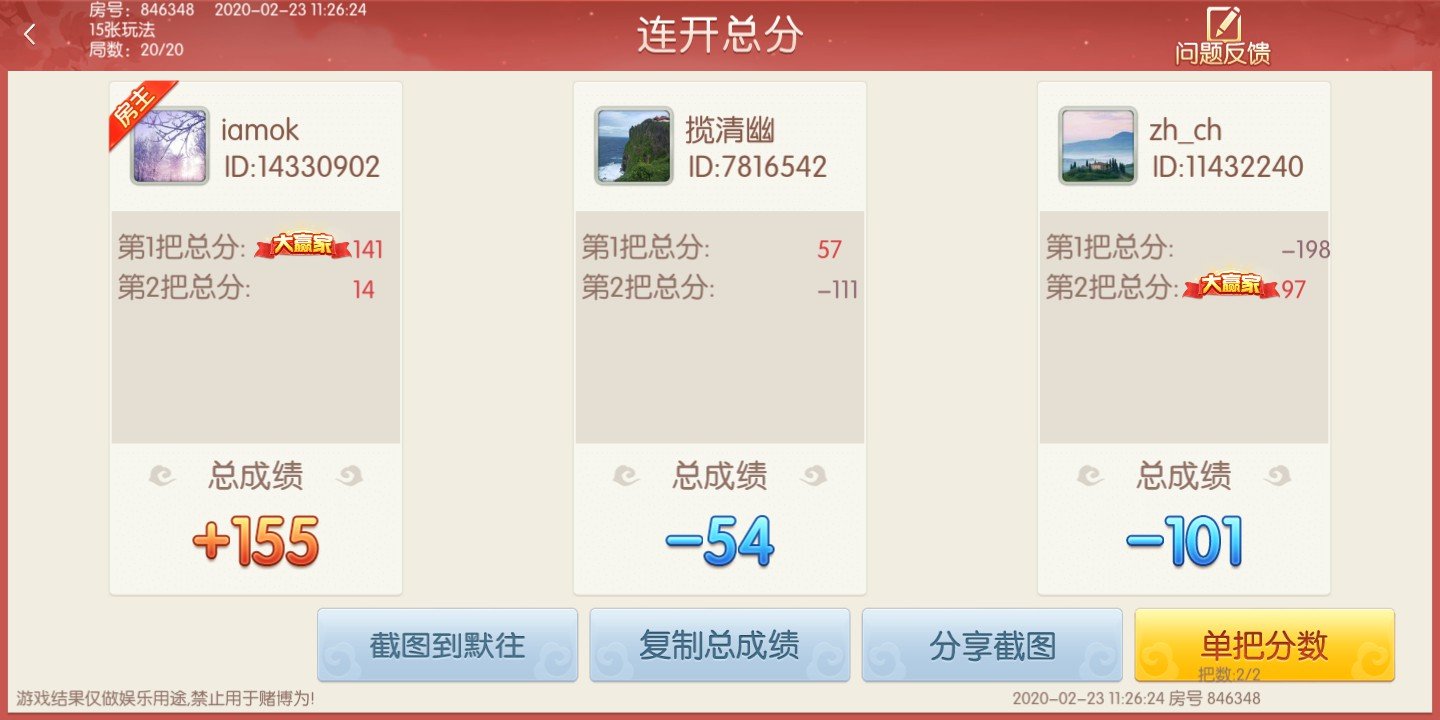 房号：846348 2020-02-23 11:26:24
15张玩法
局数：20/20
连开总分
问题反馈
房主
iamok
ID:14330902
第1把总分: 大赢家 141
第2把总分: 14
总成绩
+155
揽清幽
ID:7816542
第1把总分: 57
第2把总分: -111
总成绩
-54
zh_ch
ID:11432240
第1把总分: -198
第2把总分: 大赢家 97
总成绩
-101
截图到默往
复制总成绩
分享截图
单把分数
把数:2/2
游戏结果仅做娱乐用途,禁止用于赌博为!
2020-02-23 11:26:24 房号 846348